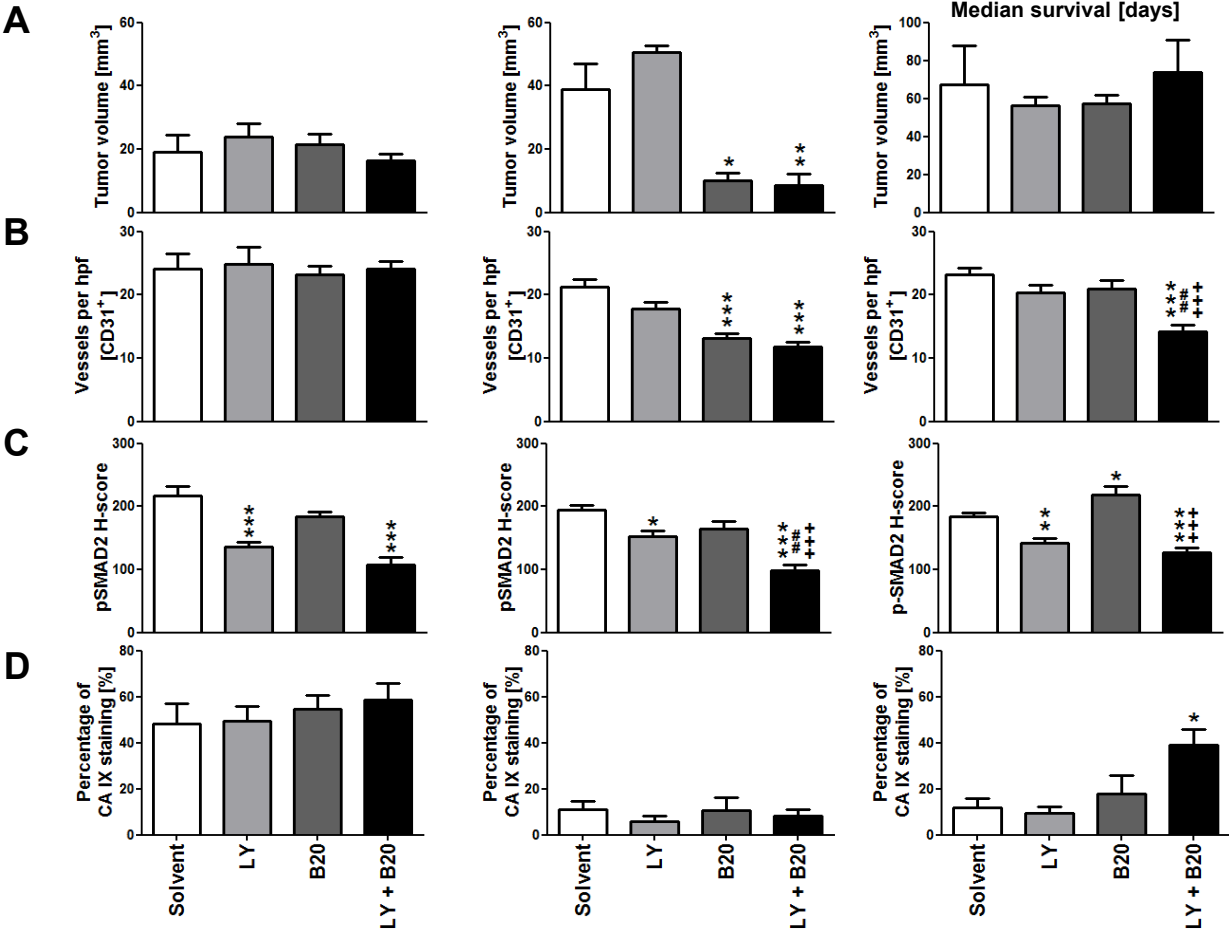 A
Median survival [days]
Tumor volume [mm3]
60
40
20
0
Tumor volume [mm3]
60
40
20
0
*
**
Tumor volume [mm3]
100
80
60
40
20
0
B
Vessels per hpf
[CD31+]
30
20
10
0
Vessels per hpf
[CD31+]
30
20
10
0
***
***
Vessels per hpf
[CD31+]
30
20
10
0
***
##
+++
C
pSMAD2 H-score
300
200
100
0
***
***
pSMAD2 H-score
300
200
100
0
*
***
##
+++
p-SMAD2 H-score
300
200
100
0
**
*
***
+++
D
Percentage of
CA IX staining [%]
80
60
40
20
0
Percentage of
CA IX staining [%]
80
60
40
20
0
Percentage of
CA IX staining [%]
80
60
40
20
0
*
Solvent
LY
B20
LY + B20
Solvent
LY
B20
LY + B20
Solvent
LY
B20
LY + B20